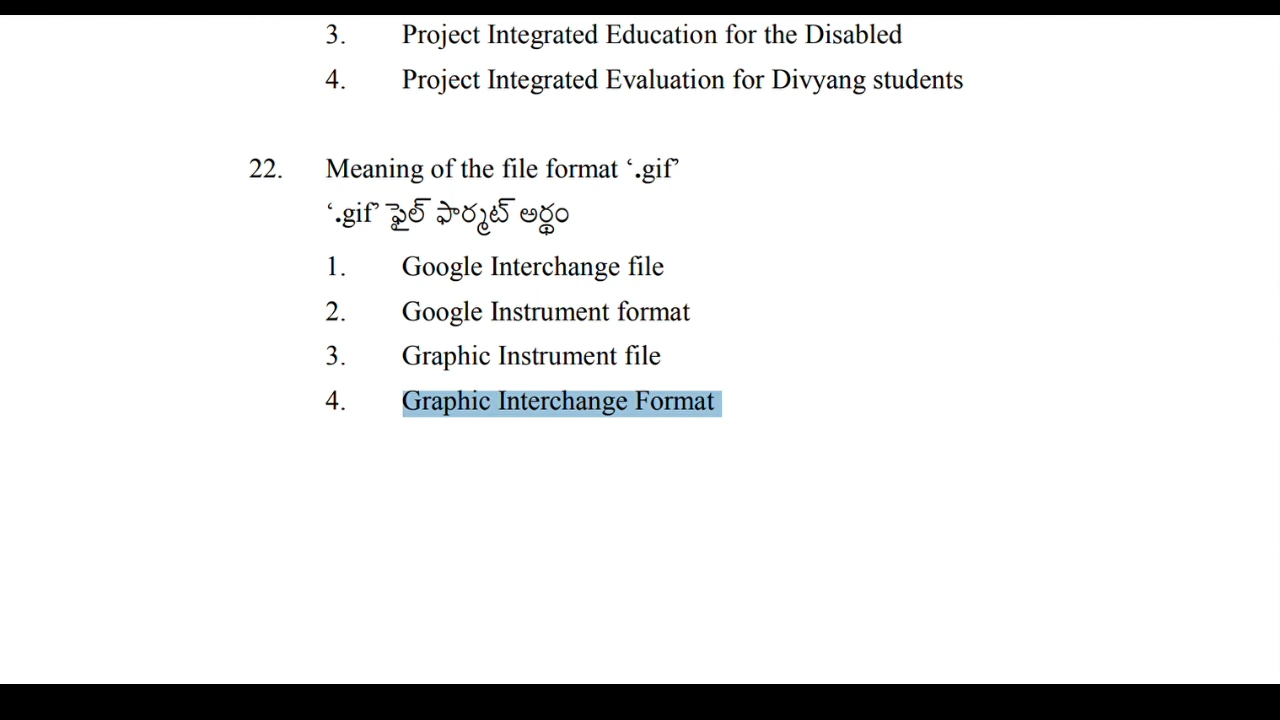 3. Project Integrated Education for the Disabled
4. Project Integrated Evaluation for Divyang students
22. Meaning of the file format ‘.gif’
‘.gif’ ఫైల్ ఫార్మట్ అర్థం
1. Google Interchange file
2. Google Instrument format
3. Graphic Instrument file
4. Graphic Interchange Format